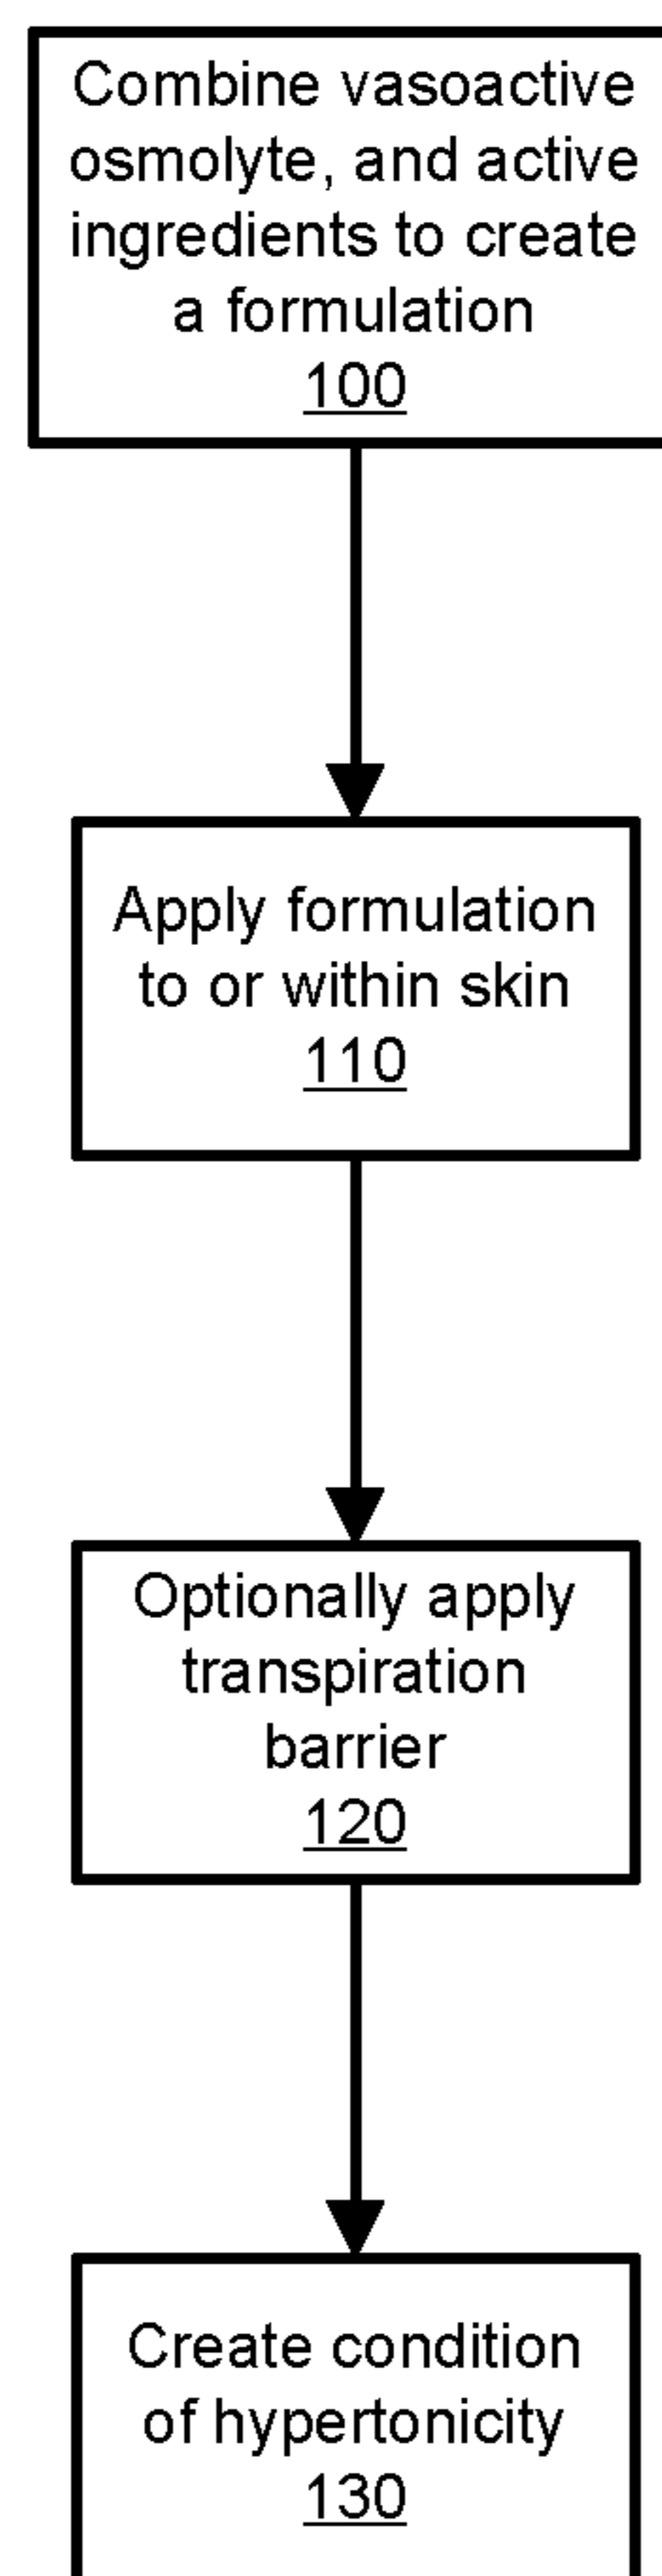 Combine vasoactive
osmolyte, and active
ingredients to create
a formulation
100
Apply formulation
to or within skin
110
Optionally apply
transpiration
barrier
120
Create condition
of hypertonicity
130